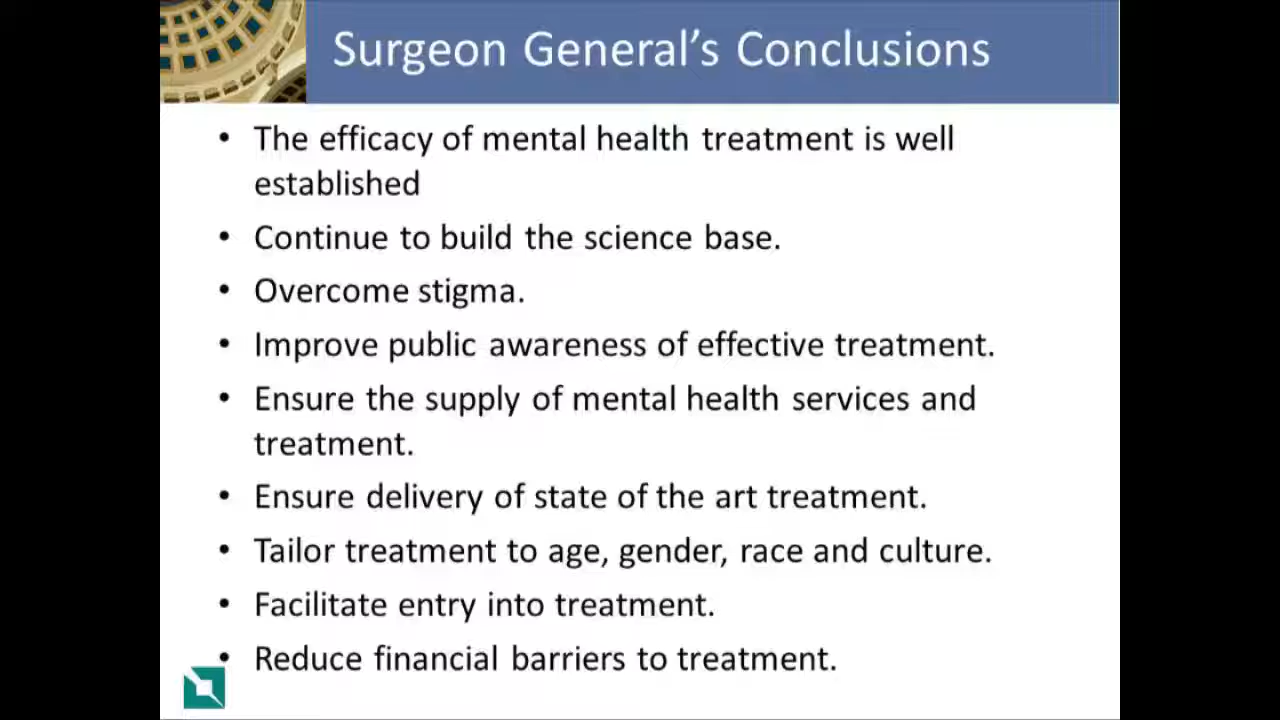 Surgeon General's Conclusions
• The efficacy of mental health treatment is well
established
• Continue to build the science base.
• Overcome stigma.
• Improve public awareness of effective treatment.
• Ensure the supply of mental health services and
treatment.
• Ensure delivery of state of the art treatment.
• Tailor treatment to age, gender, race and culture.
• Facilitate entry into treatment.
• Reduce financial barriers to treatment.